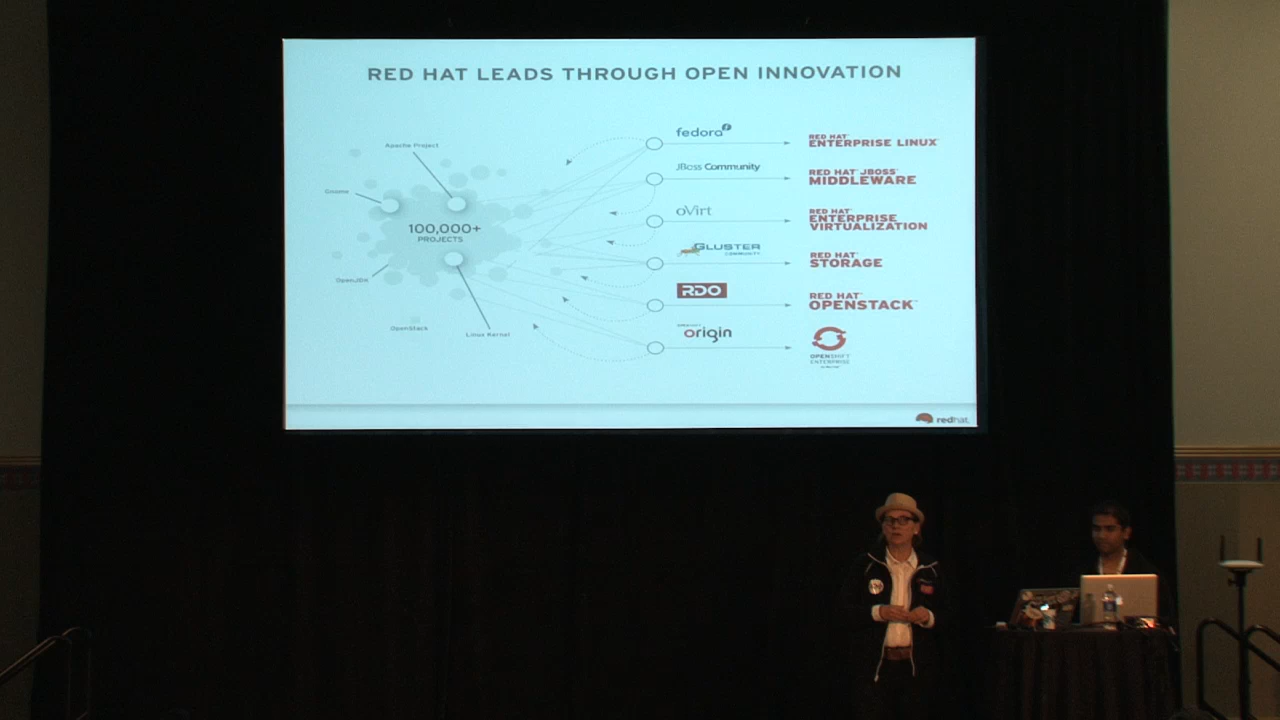 RED HAT LEADS THROUGH OPEN INNOVATION
Apache Project
Gnome
100,000+
PROJECTS
OpenJDK
OpenStack
Linux Kernel
fedora
RED HAT
ENTERPRISE LINUX
JBoss Community
RED HAT JBOSS
MIDDLEWARE
oVirt
RED HAT
ENTERPRISE
VIRTUALIZATION
GLUSTER
COMMUNITY
RED HAT
STORAGE
RDO
RED HAT
OPENSTACK
origin
OPENSHIFT
ENTERPRISE
redhat